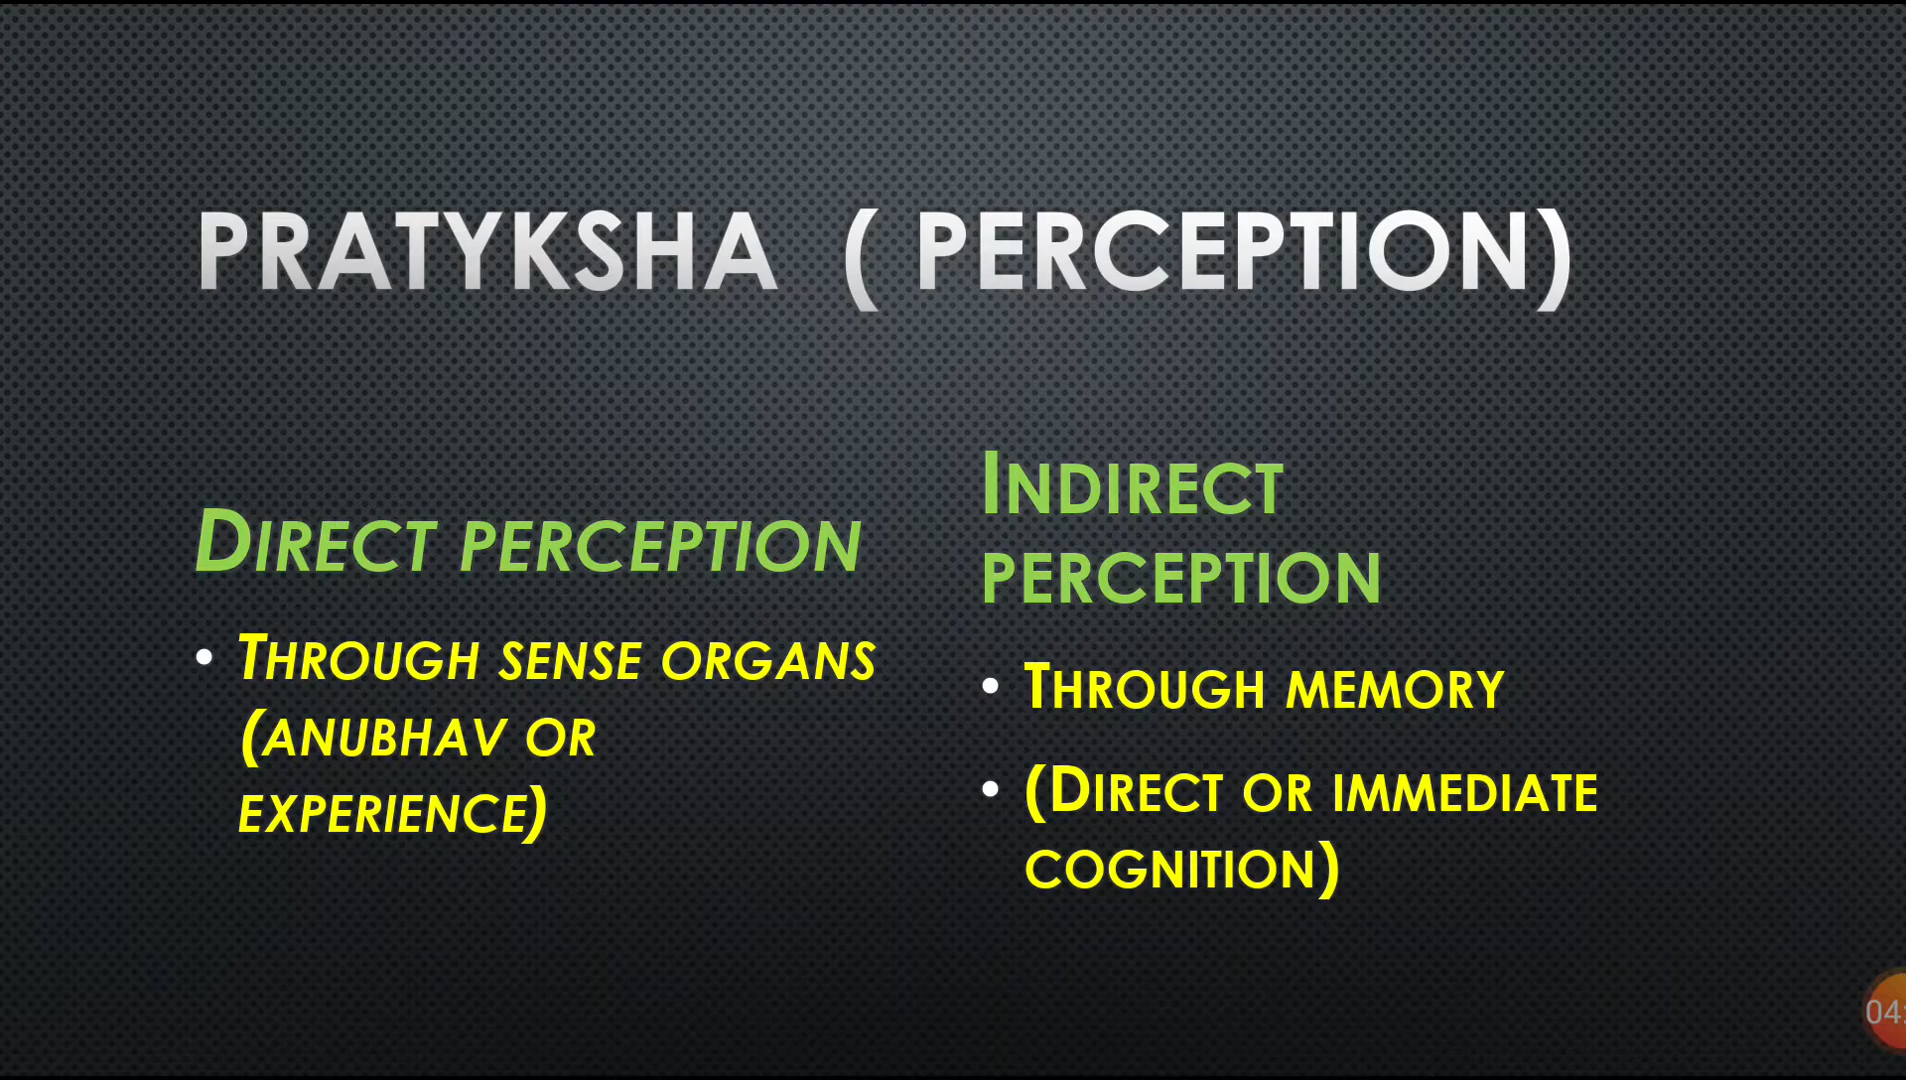 PRATYKSHA ( PERCEPTION)
DIRECT PERCEPTION
• THROUGH SENSE ORGANS
(ANUBHAV OR
EXPERIENCE)
INDIRECT
PERCEPTION
• THROUGH MEMORY
• (DIRECT OR IMMEDIATE
COGNITION)